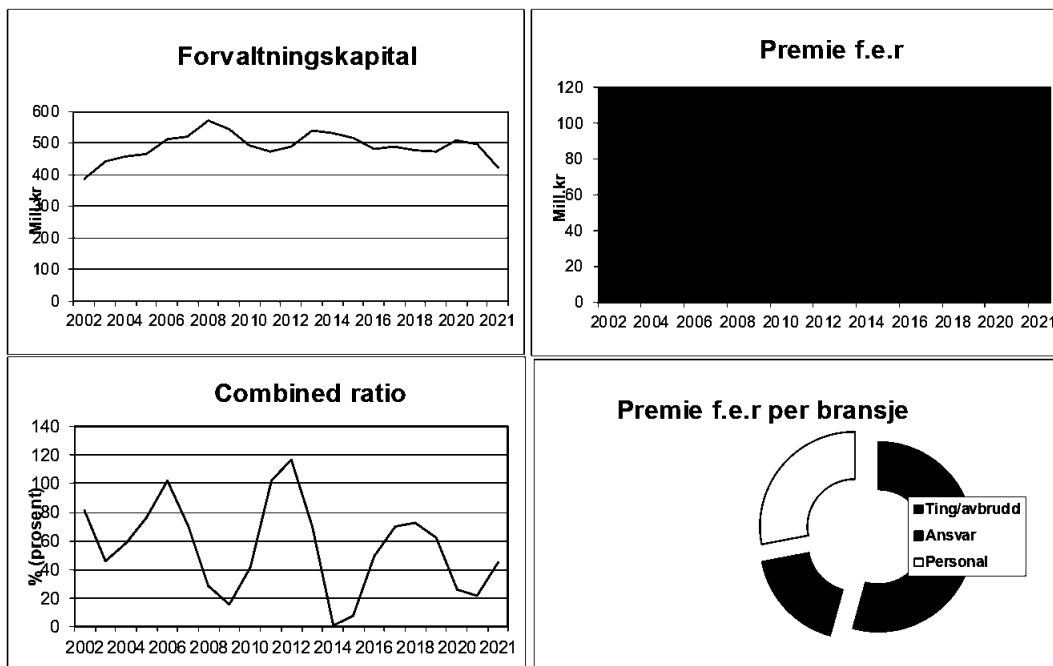 Forvaltningskapital
Mill.kr
600
500
400
300
200
100
0
2002 2004 2006 2008 2010 2012 2014 2016 2018 2020 2021
Premie f.e.r
Mill.kr
120
100
80
60
40
20
0
2002 2004 2006 2008 2010 2012 2014 2016 2018 2020 2021
Combined ratio
% (prosent)
140
120
100
80
60
40
20
0
2002 2004 2006 2008 2010 2012 2014 2016 2018 2020 2021
Premie f.e.r per bransje
Ting/avbrudd
Ansvar
Personal